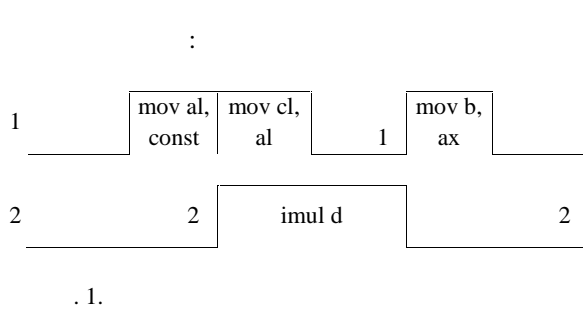 :
mov al, mov cl, mov b,
1
const al 1 ax
2 2 imul d 2
. 1.